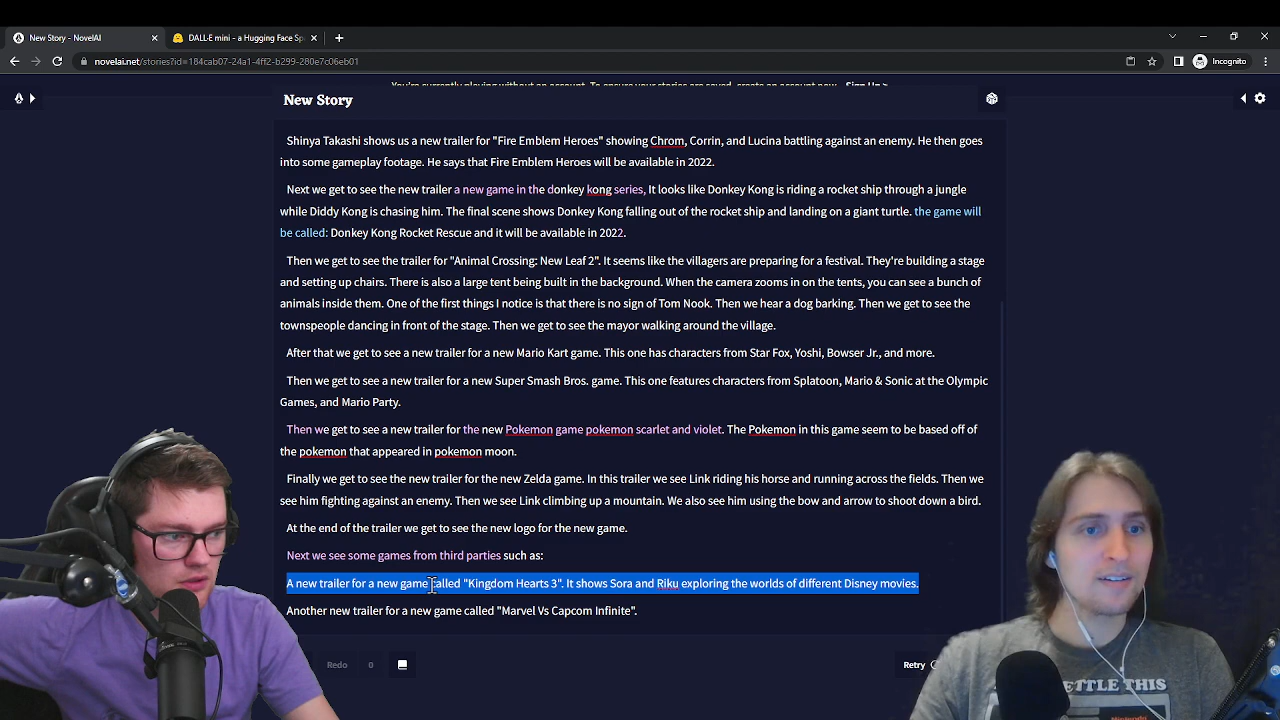 New Story - NovelAI
DALL·E mini - a Hugging Face Sp
novelai.net/stories?id=184cab07-24a1-4ff2-b299-280e7c06eb01
Incognito
You're currently playing without an account. To ensure your stories are saved, create an account now. Sign Up >
New Story
Shinya Takashi shows us a new trailer for "Fire Emblem Heroes" showing Chrom, Corrin, and Lucina battling against an enemy. He then goes
into some gameplay footage. He says that Fire Emblem Heroes will be available in 2022.
Next we get to see the new trailer a new game in the donkey kong series, It looks like Donkey Kong is riding a rocket ship through a jungle
while Diddy Kong is chasing him. The final scene shows Donkey Kong falling out of the rocket ship and landing on a giant turtle. the game will
be called: Donkey Kong Rocket Rescue and it will be available in 2022.
Then we get to see the trailer for "Animal Crossing: New Leaf 2". It seems like the villagers are preparing for a festival. They're building a stage
and setting up chairs. There is also a large tent being built in the background. When the camera zooms in on the tents, you can see a bunch of
animals inside them. One of the first things I notice is that there is no sign of Tom Nook. Then we hear a dog barking. Then we get to see the
townspeople dancing in front of the stage. Then we get to see the mayor walking around the village.
After that we get to see a new trailer for a new Mario Kart game. This one has characters from Star Fox, Yoshi, Bowser Jr., and more.
Then we get to see a new trailer for a new Super Smash Bros. game. This one features characters from Splatoon, Mario & Sonic at the Olympic
Games, and Mario Party.
Then we get to see a new trailer for the new Pokemon game pokemon scarlet and violet. The Pokemon in this game seem to be based off of
the pokemon that appeared in pokemon moon.
Finally we get to see the new trailer for the new Zelda game. In this trailer we see Link riding his horse and running across the fields. Then we
see him fighting against an enemy. Then we see Link climbing up a mountain. We also see him using the bow and arrow to shoot down a bird.
At the end of the trailer we get to see the new logo for the new game.
Next we see some games from third parties such as:
A new trailer for a new game called "Kingdom Hearts 3". It shows Sora and Riku exploring the worlds of different Disney movies.
Another new trailer for a new game called "Marvel Vs Capcom Infinite".
Redo 0
Retry
ETTLE THIS
Nintendo